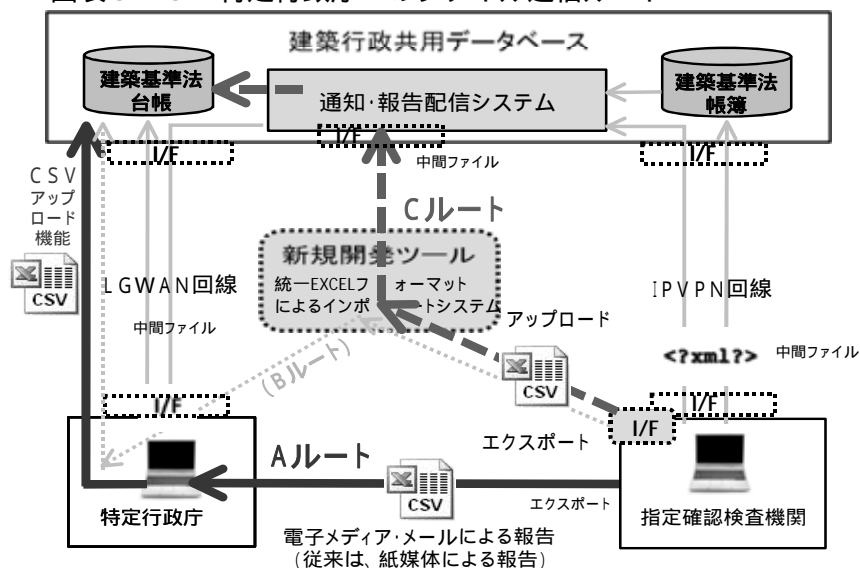 建築行政共用データベース
建築基準法
台帳
通知・報告配信システム
建築基準法
帳簿
I/F
I/F
I/F
中間ファイル
CSV
アップ
ロード
機能
CSV
Cルート
新規開発ツール
統一EXCELフォーマット
によるインポートシステム
LGWAN回線
中間ファイル
IPVPN回線
アップロード
<?xml?>
中間ファイル
CSV
(Bルート)
I/F
I/F
I/F
エクスポート
Aルート
CSV
エクスポート
特定行政庁
指定確認検査機関
電子メディア・メールによる報告
(従来は、紙媒体による報告)